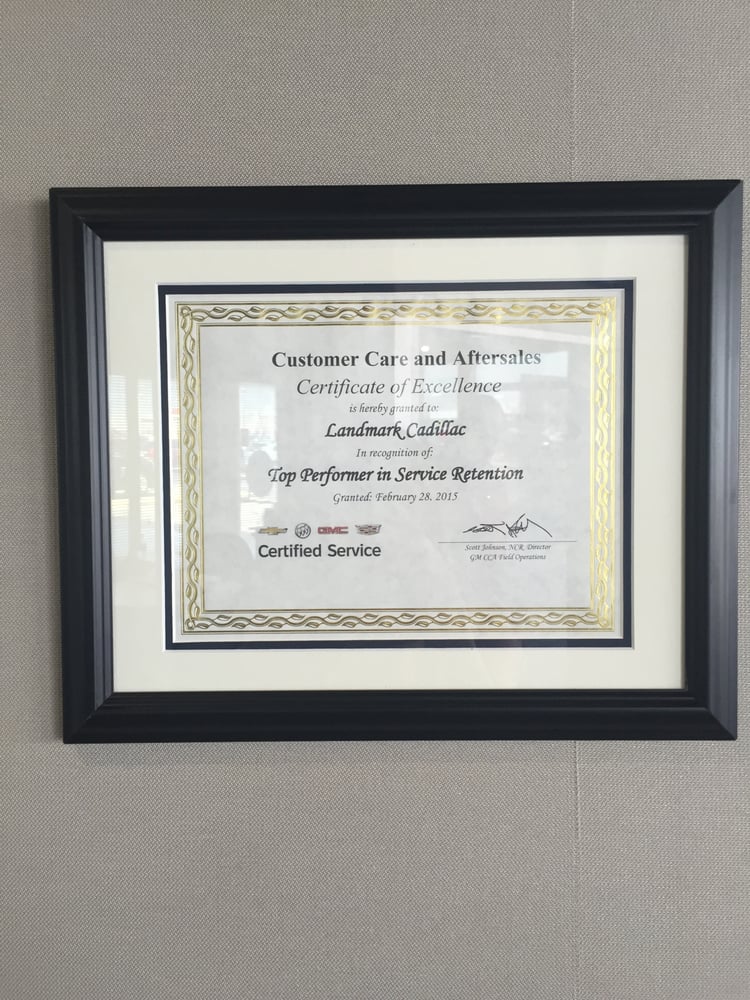 Customer Care and Aftersales
Certificate of Excellence
is hereby granted to:
Landmark Cadillac
In recognition of:
Top Performer in Service Retention
Granted: February 28, 2015
GMC
Certified Service
Scott Johnson, NCR, Director
GM CCA Field Operations